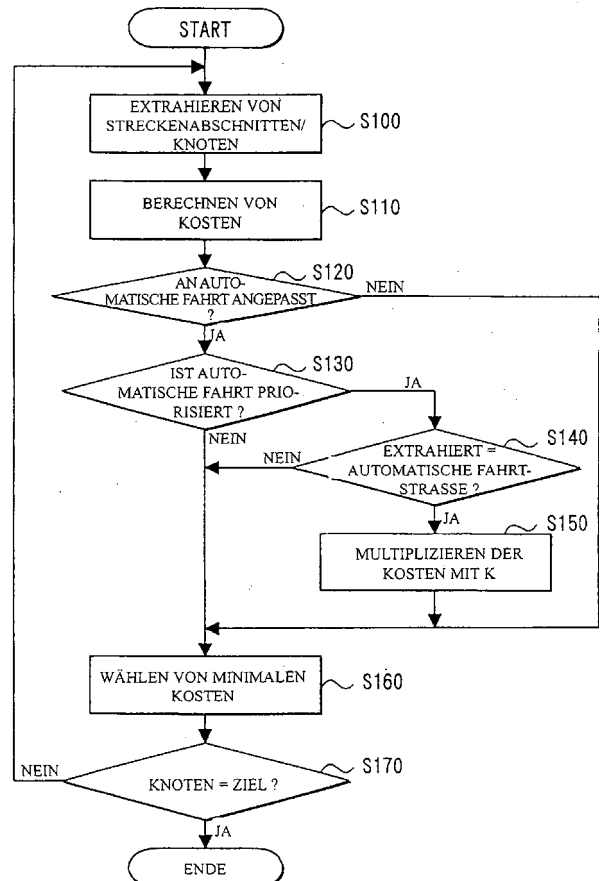 START
EXTRAHIEREN VON
STRECKENABSCHNITTEN/
KNOTEN
S100
BERECHNEN VON
KOSTEN
S110
AN AUTO-
MATISCHE FAHRT ANGEPASST
?
S120
NEIN
JA
IST AUTO-
MATISCHE FAHRT PRIO-
RISIERT ?
S130
JA
NEIN
EXTRAHIERT =
AUTOMATISCHE FAHRT-
STRASSE ?
S140
NEIN
JA
MULTIPLIZIEREN DER
KOSTEN MIT K
S150
WÄHLEN VON MINIMALEN
KOSTEN
S160
KNOTEN = ZIEL ?
S170
NEIN
JA
ENDE